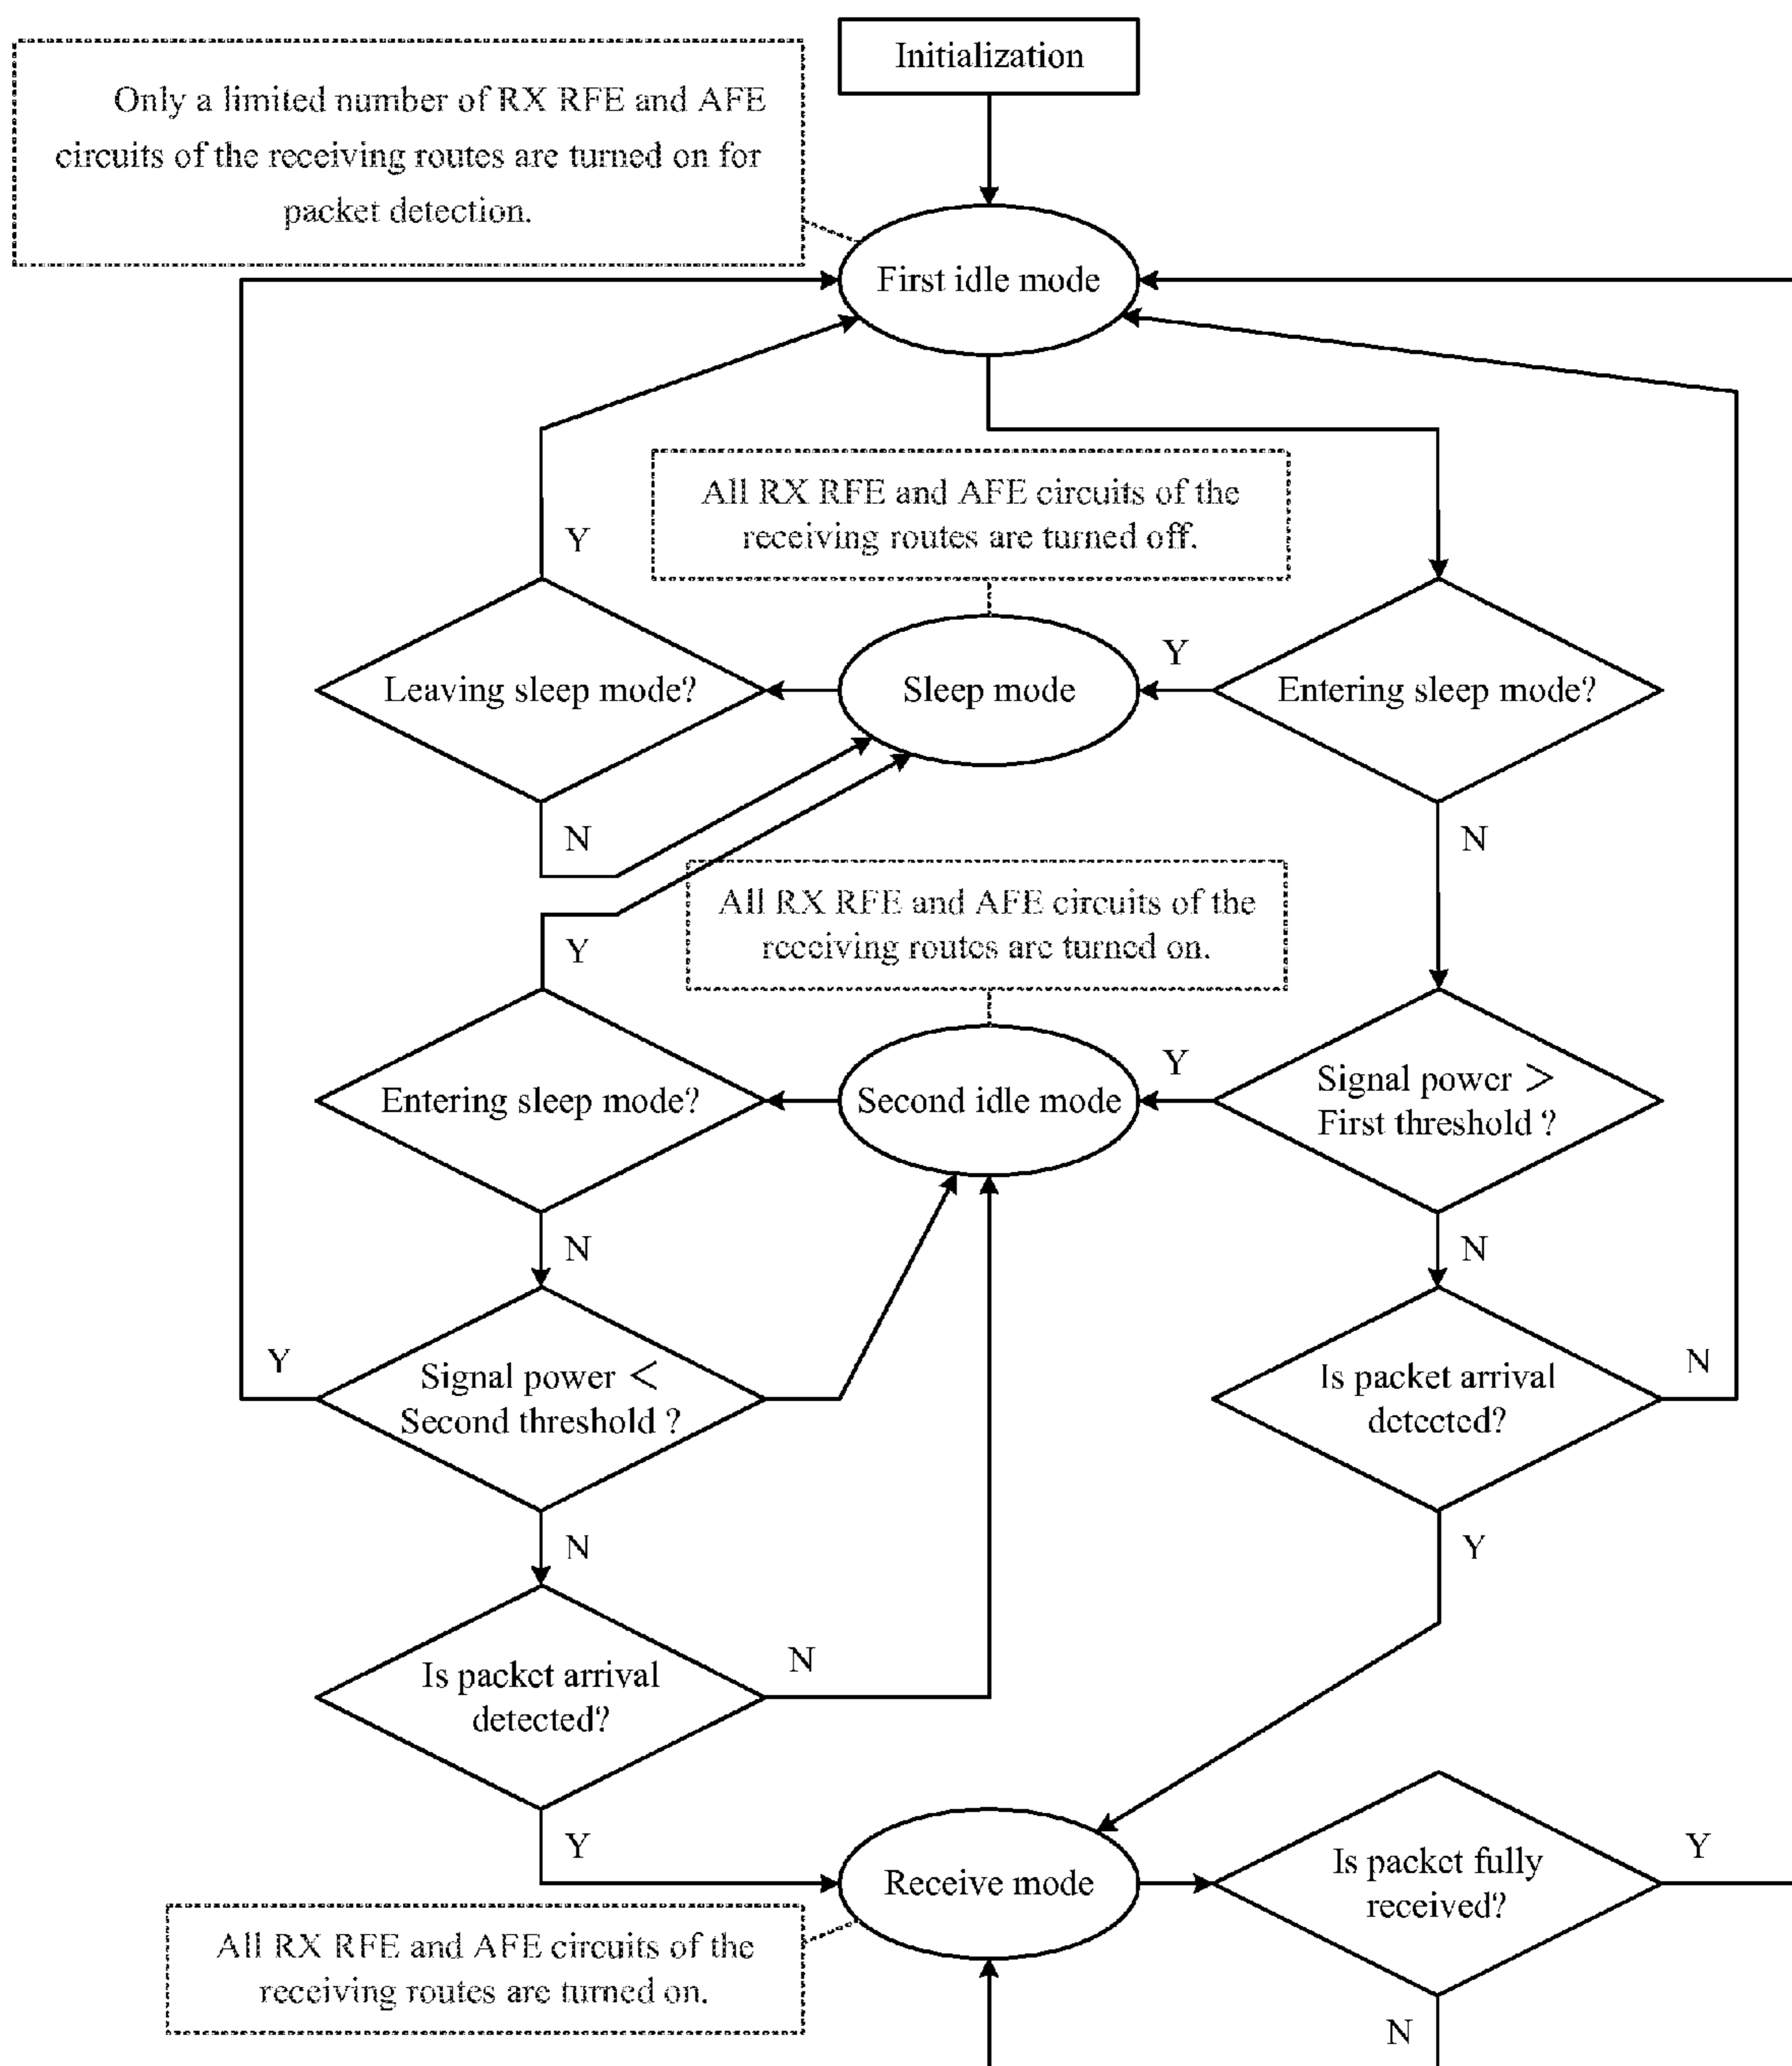 Initialization
Only a limited number of RX RFE and AFE
circuits of the receiving routes are turned on for
packet detection.
First idle mode
All RX RFE and AFE circuits of the
receiving routes are turned off.
Y
Y
Leaving sleep mode?
Sleep mode
Entering sleep mode?
N
N
All RX RFE and AFE circuits of the
receiving routes are turned on.
Y
Y
Entering sleep mode?
Second idle mode
Signal power >
First threshold ?
N
N
Y
Signal power <
Second threshold ?
Is packet arrival
detected?
N
N
Y
Is packet arrival
detected?
N
Y
Receive mode
Is packet fully
received?
Y
All RX RFE and AFE circuits of the
receiving routes are turned on.
N